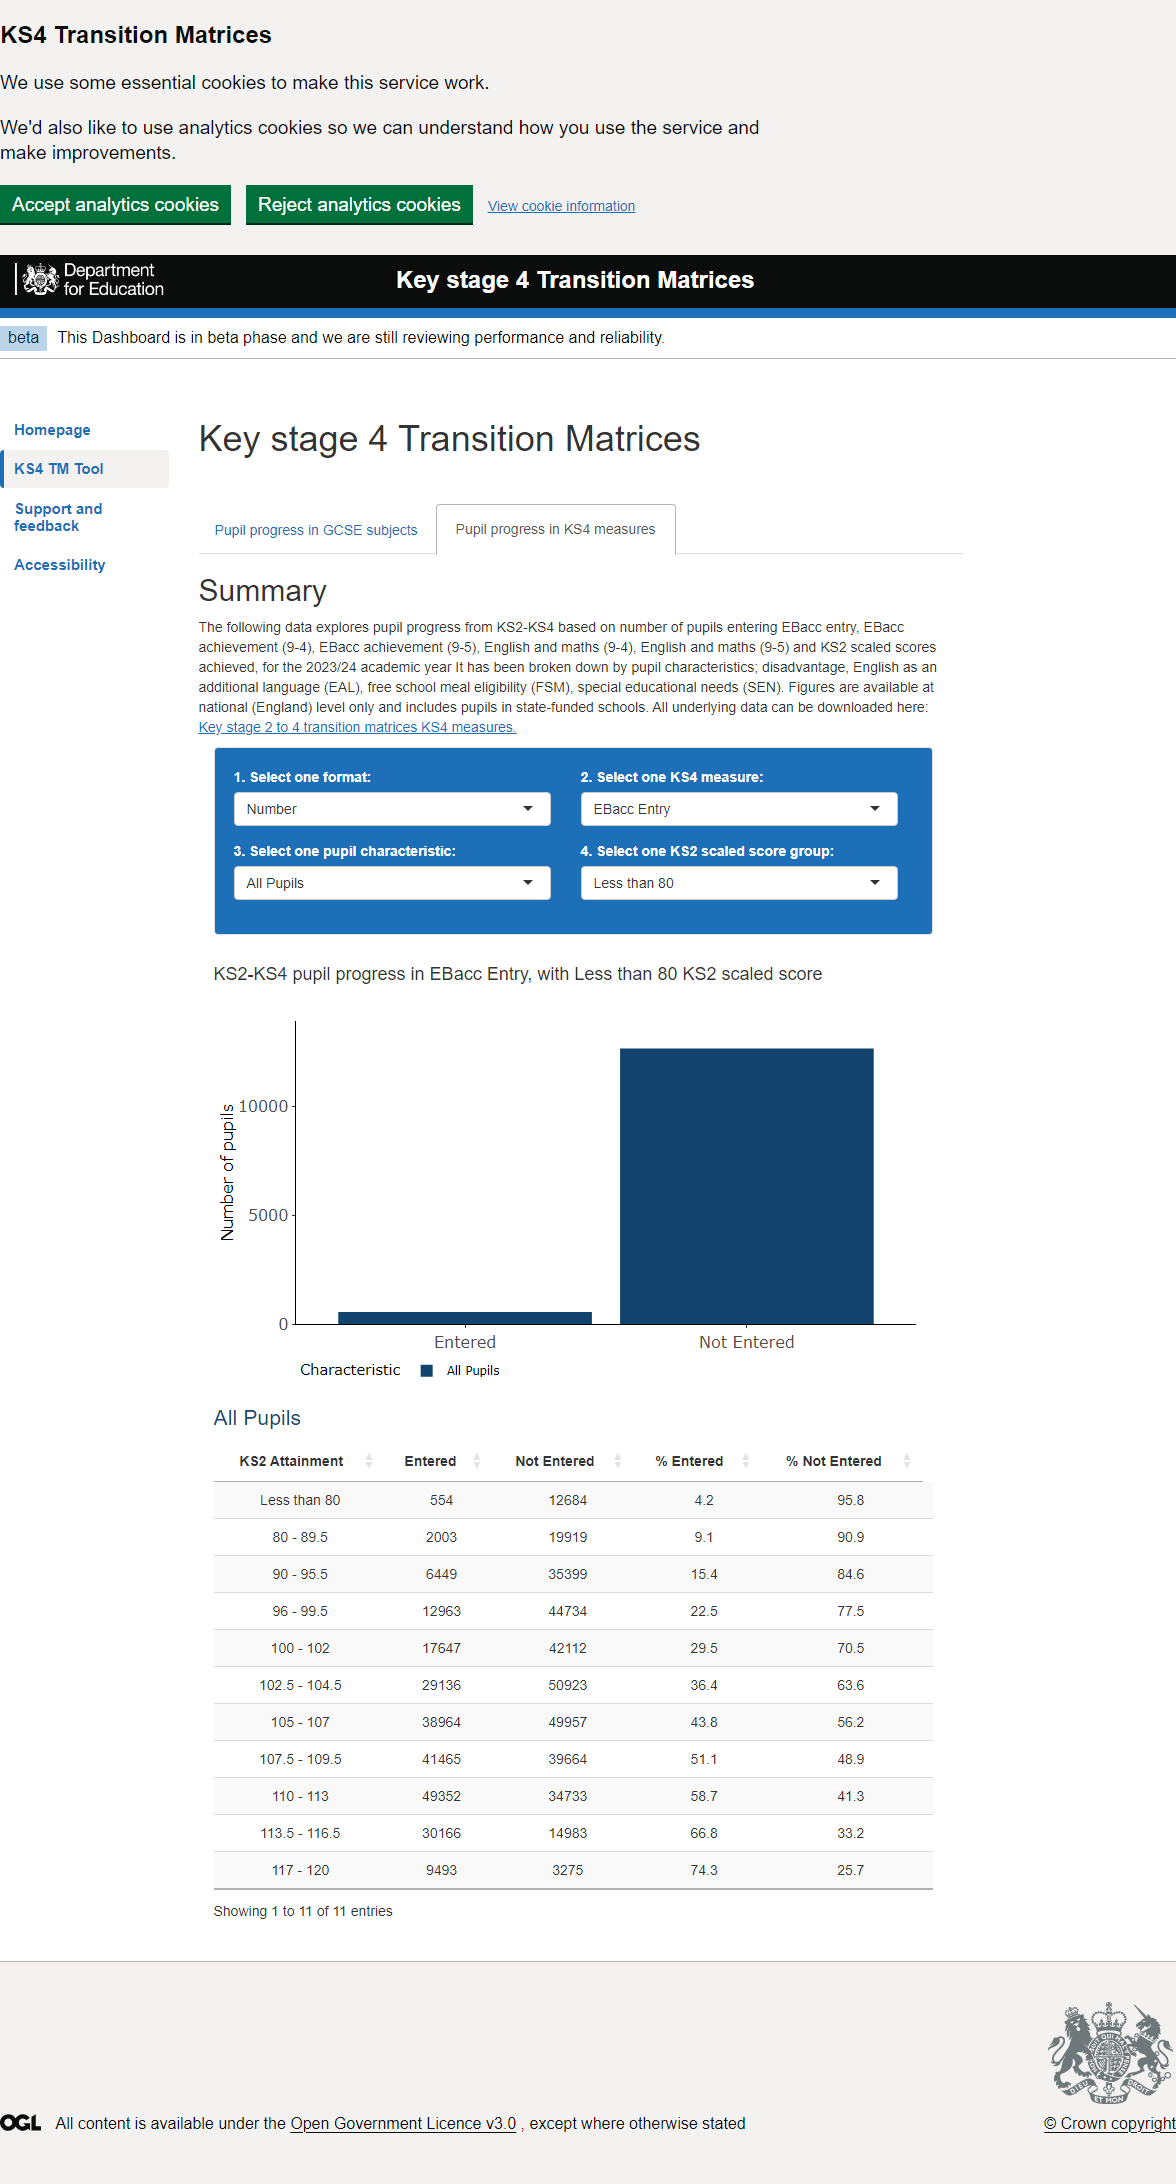 KS4 Transition Matrices
We use some essential cookies to make this service work.
We'd also like to use analytics cookies so we can understand how you use the service and
make improvements.
Accept analytics cookies Reject analytics cookies View cookie information
Department
for Education
Key stage 4 Transition Matrices
beta This Dashboard is in beta phase and we are still reviewing performance and reliability.
Homepage
KS4 TM Tool
Support and
feedback
Accessibility
Key stage 4 Transition Matrices
Pupil progress in GCSE subjects Pupil progress in KS4 measures
Summary
The following data explores pupil progress from KS2-KS4 based on number of pupils entering EBacc entry, EBacc
achievement (9-4), EBacc achievement (9-5), English and maths (9-4), English and maths (9-5) and KS2 scaled scores
achieved, for the 2023/24 academic year It has been broken down by pupil characteristics; disadvantage, English as an
additional language (EAL), free school meal eligibility (FSM), special educational needs (SEN). Figures are available at
national (England) level only and includes pupils in state-funded schools. All underlying data can be downloaded here:
Key stage 2 to 4 transition matrices KS4 measures.
1. Select one format: 2. Select one KS4 measure:
Number EBacc Entry
3. Select one pupil characteristic: 4. Select one KS2 scaled score group:
All Pupils Less than 80
KS2-KS4 pupil progress in EBacc Entry, with Less than 80 KS2 scaled score
Number of pupils
10000
5000
0
Entered Not Entered
Characteristic All Pupils
All Pupils
KS2 Attainment Entered Not Entered % Entered % Not Entered
Less than 80 554 12684 4.2 95.8
80 - 89.5 2003 19919 9.1 90.9
90 - 95.5 6449 35399 15.4 84.6
96 - 99.5 12963 44734 22.5 77.5
100 - 102 17647 42112 29.5 70.5
102.5 - 104.5 29136 50923 36.4 63.6
105 - 107 38964 49957 43.8 56.2
107.5 - 109.5 41465 39664 51.1 48.9
110 - 113 49352 34733 58.7 41.3
113.5 - 116.5 30166 14983 66.8 33.2
117 - 120 9493 3275 74.3 25.7
Showing 1 to 11 of 11 entries
OGL All content is available under the Open Government Licence v3.0 , except where otherwise stated
© Crown copyright